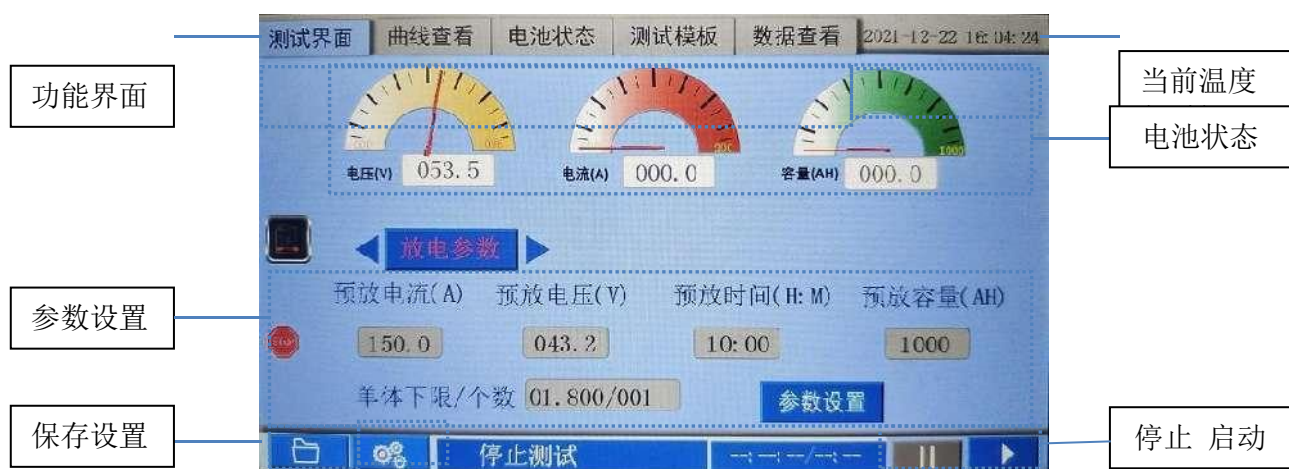 测试界面 曲线查看 电池状态 测试模板 数据查看 2021-12-22 16:04:24
功能界面
当前温度
电池状态
1000
电压(V) 053.5 电流(A) 000.0 容量(AH) 000.0
放电参数
预放电流(A) 预放电压(V) 预放时间(H:M) 预放容量(AH)
参数设置
STOP 150.0 043.2 10:00 1000
单体下限/个数 01.800/001 参数设置
保存设置
停止测试 --:--:--/--:--
停止 启动